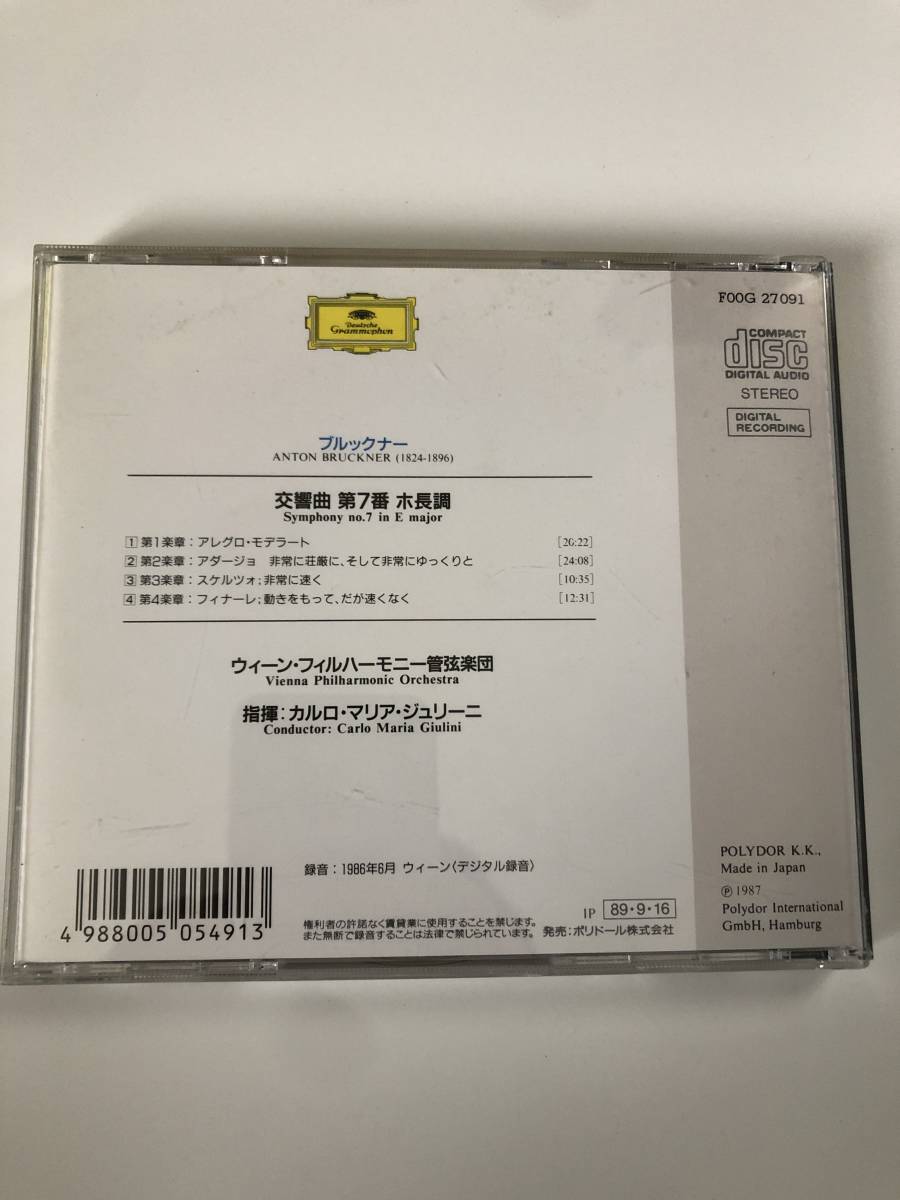 Deutsche
Grammophon
F00G 27091
COMPACT
disc
DIGITAL AUDIO
STEREO
DIGITAL
RECORDING
ブルックナー
ANTON BRUCKNER (1824-1896)
交響曲 第7番 ホ長調
Symphony no.7 in E major
1 第1楽章：アレグロ・モデラート [20:22]
2 第2楽章：アダージョ 非常に荘厳に、そして非常にゆっくりと [24:08]
3 第3楽章：スケルツォ；非常に速く [10:35]
4 第4楽章：フィナーレ；動きをもって、だが速くなく [12:31]
ウィーン・フィルハーモニー管弦楽団
Vienna Philharmonic Orchestra
指揮：カルロ・マリア・ジュリーニ
Conductor: Carlo Maria Giulini
録音：1986年6月 ウィーン〈デジタル録音〉
4 988005 054913
権利者の許諾なく賃貸業に使用することを禁じます。
また無断で録音することは法律で禁じられています。
IP 89・9・16
発売：ポリドール株式会社
POLYDOR K.K.,
Made in Japan
℗ 1987
Polydor International
GmbH, Hamburg